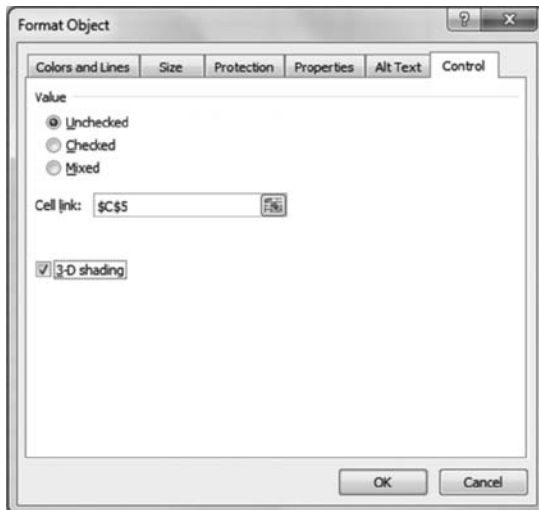 Format Object
Colors and Lines Size Protection Properties Alt Text Control
Value
Unchecked
Checked
Mixed
Cell link: $C$5
3-D shading
OK Cancel